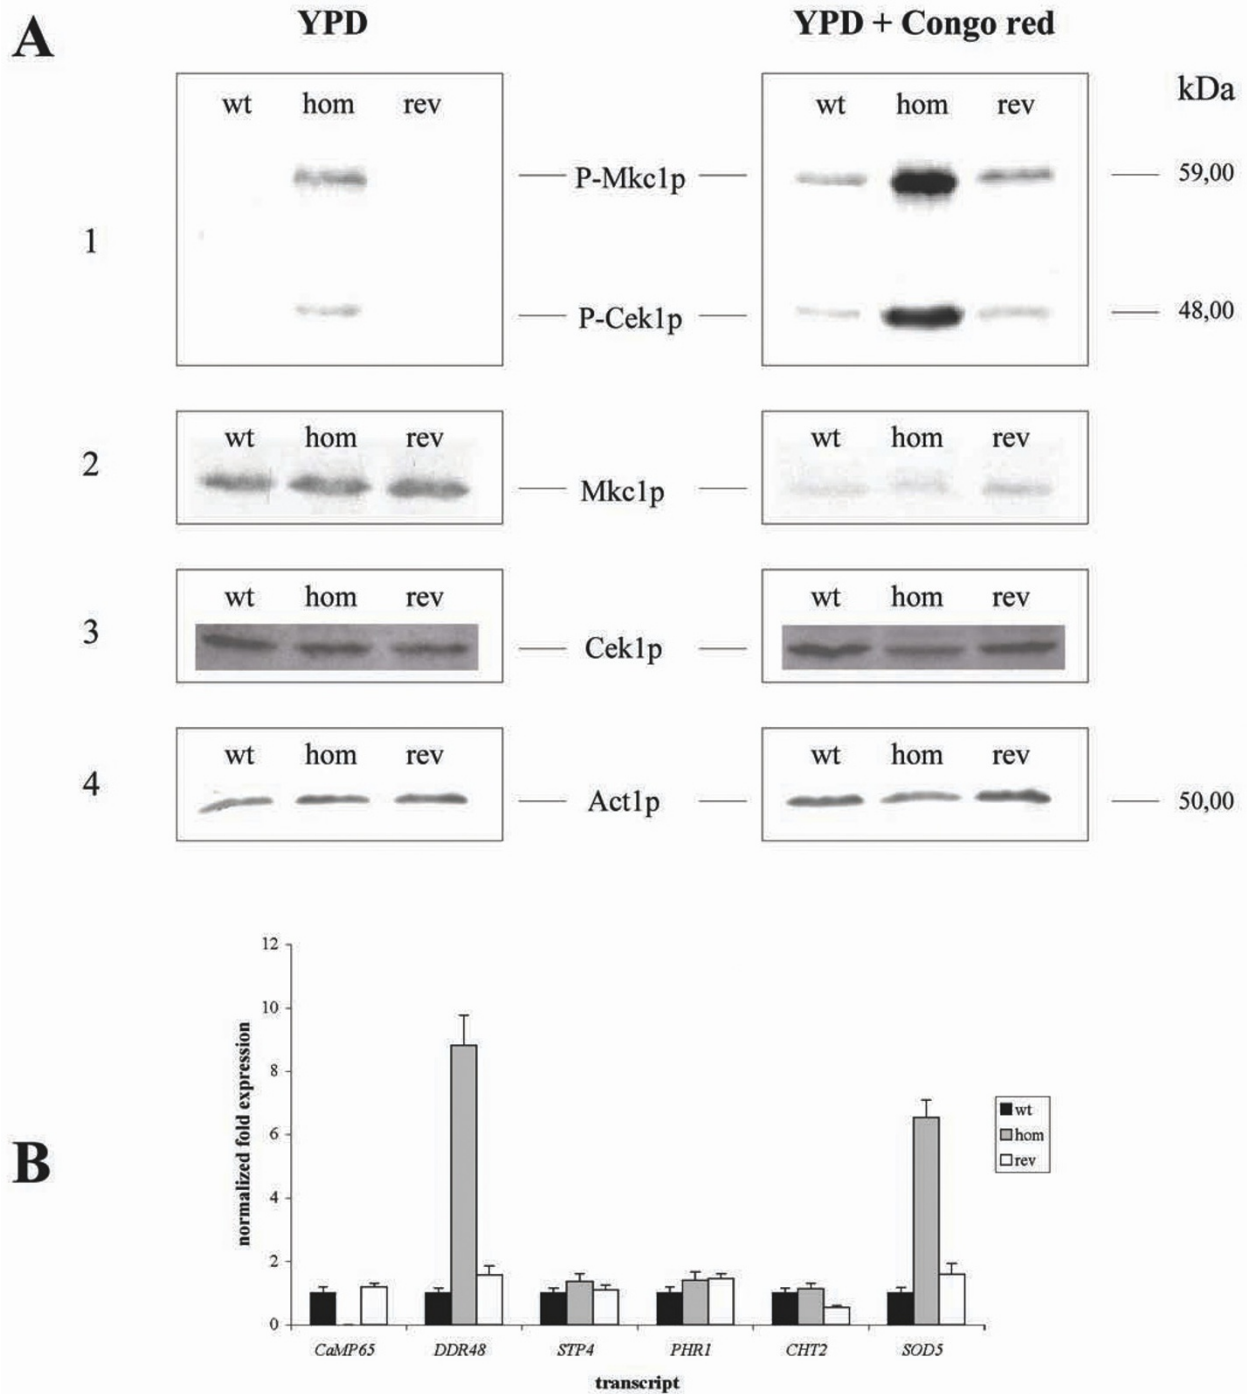 A
YPD
YPD + Congo red
kDa
wt hom rev
wt hom rev
1
P-Mkc1p
59,00
P-Cek1p
48,00
2
wt hom rev
Mkc1p
wt hom rev
3
wt hom rev
Cek1p
wt hom rev
4
wt hom rev
Act1p
wt hom rev
50,00
B
normalized fold expression
12
10
8
6
4
2
0
CaMP65 DDR48 STP4 PHR1 CHT2 SOD5
transcript
wt
hom
rev